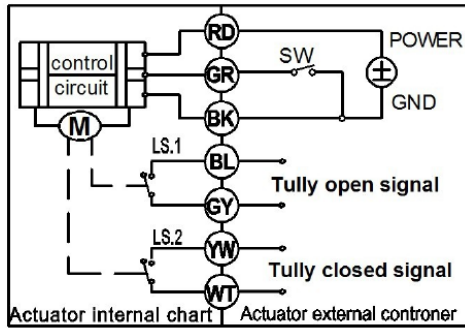 RD
POWER
control
circuit
GR
SW
±
GND
BK
M
LS.1
BL
Tully open signal
GY
LS.2
YW
Tully closed signal
WT
Actuator internal chart
Actuator external controner